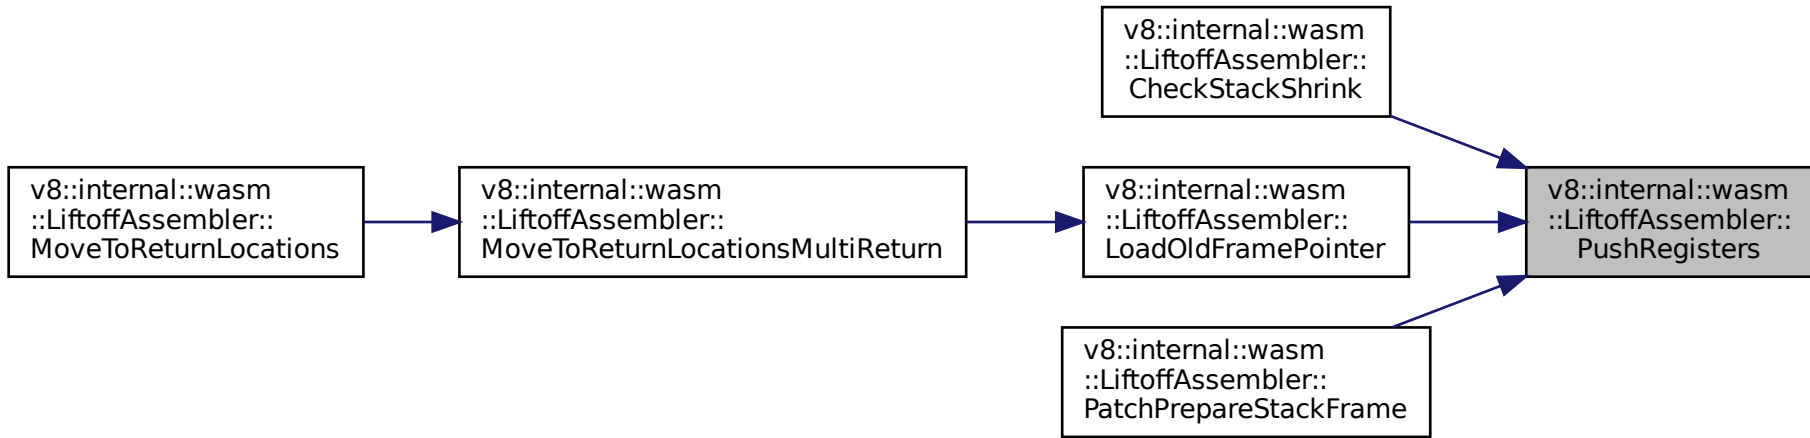 v8::internal::wasm
::LiftoffAssembler::
CheckStackShrink
v8::internal::wasm
::LiftoffAssembler::
MoveToReturnLocations
v8::internal::wasm
::LiftoffAssembler::
MoveToReturnLocationsMultiReturn
v8::internal::wasm
::LiftoffAssembler::
LoadOldFramePointer
v8::internal::wasm
::LiftoffAssembler::
PushRegisters
v8::internal::wasm
::LiftoffAssembler::
PatchPrepareStackFrame